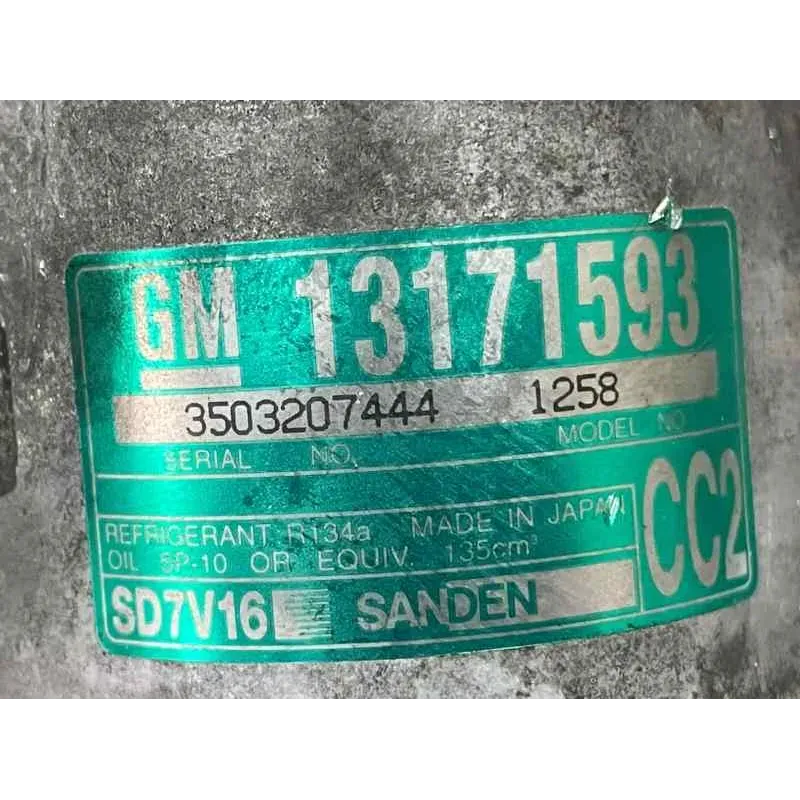 GM 13171593
3503207444 1258
SERIAL NO. MODEL NO
REFRIGERANT R134a MADE IN JAPAN
OIL SP-10 OR EQUIV. 135cm³
CC2
SD7V16 SANDEN